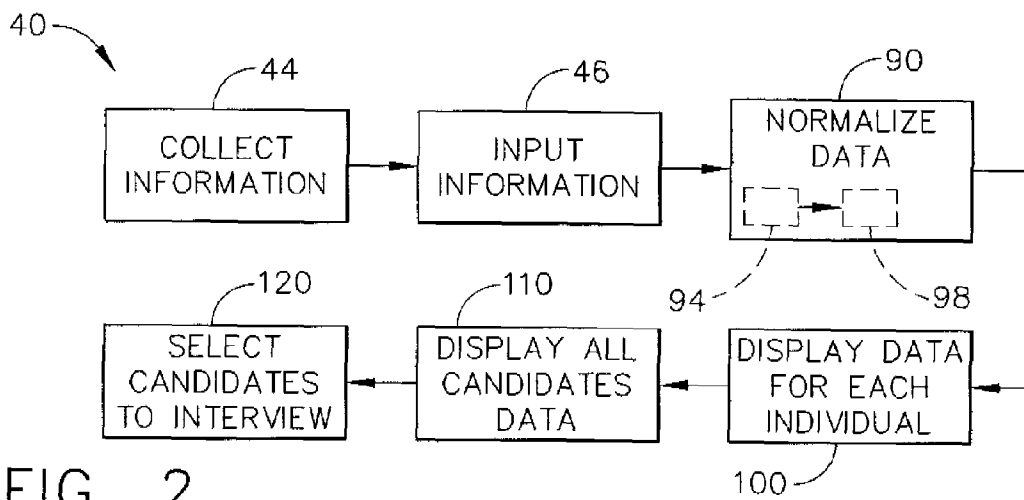 40
44
46
90
COLLECT
INFORMATION
INPUT
INFORMATION
NORMALIZE
DATA
94
98
120
110
SELECT
CANDIDATES
TO INTERVIEW
DISPLAY ALL
CANDIDATES
DATA
DISPLAY DATA
FOR EACH
INDIVIDUAL
100
FIG. 2